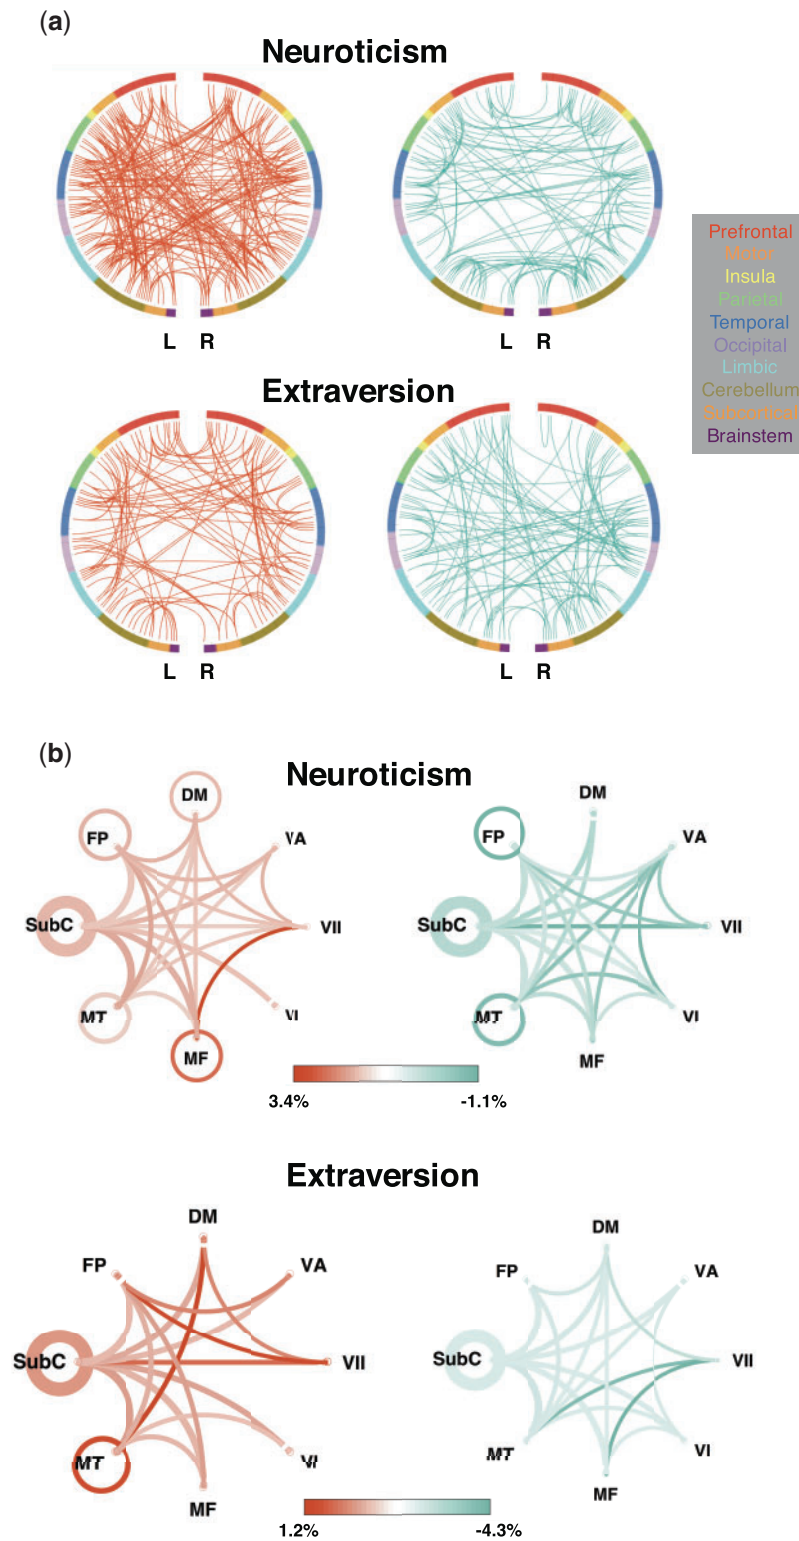 (a)
Neuroticism
L R
L R
Prefrontal
Motor
Insula
Parietal
Temporal
Occipital
Limbic
Cerebellum
Subcortical
Brainstem
Extraversion
L R
L R
(b)
Neuroticism
DM
FP
VA
SubC
VII
MT
VI
MF
DM
FP
VA
SubC
VII
MT
VI
MF
3.4%
-1.1%
Extraversion
DM
FP
VA
SubC
VII
MT
VI
MF
DM
FP
VA
SubC
VII
MT
VI
MF
1.2%
-4.3%